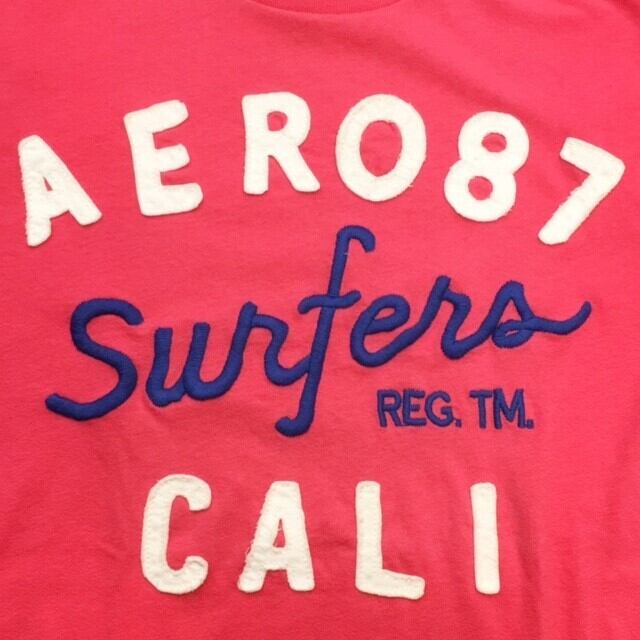 AERO87
Surfers
REG. TM.
CALI